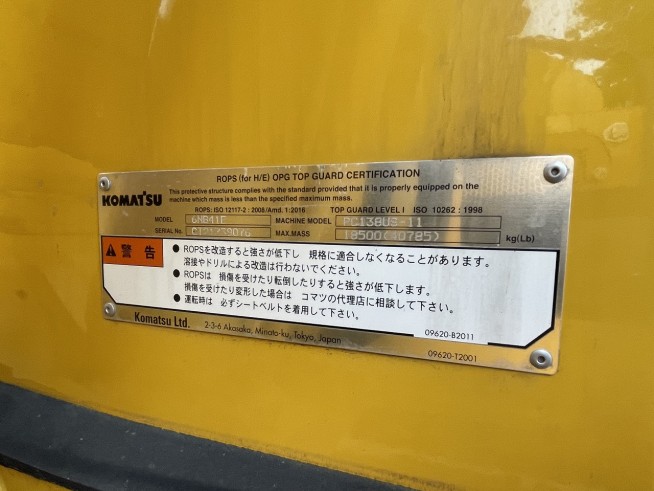 ROPS (for H/E) OPG TOP GUARD CERTIFICATION
KOMATSU
This protective structure complies with the standard provided that it is properly equipped on the
machine which mass is less than the specified maximum mass.
ROPS: ISO 12117-2 : 2008/Amd. 1:2016 TOP GUARD LEVEL I ISO 10262 : 1998
MODEL 6HB41E MACHINE MODEL PC138US-11
SERIAL No. MAX.MASS 18500(40785) kg(Lb)
警告
● ROPSを改造すると強さが低下し 規格に適合しなくなることがあります。
溶接やドリルによる改造は行わないでください。
● ROPSは 損傷を受けたり転倒したりすると強さが低下します。
損傷を受けたり変形した場合は コマツの代理店に相談して下さい。
● 運転時は 必ずシートベルトを着用して下さい。
09620-B2011
Komatsu Ltd. 2-3-6 Akasaka, Minato-ku, Tokyo, Japan
09620-T2001